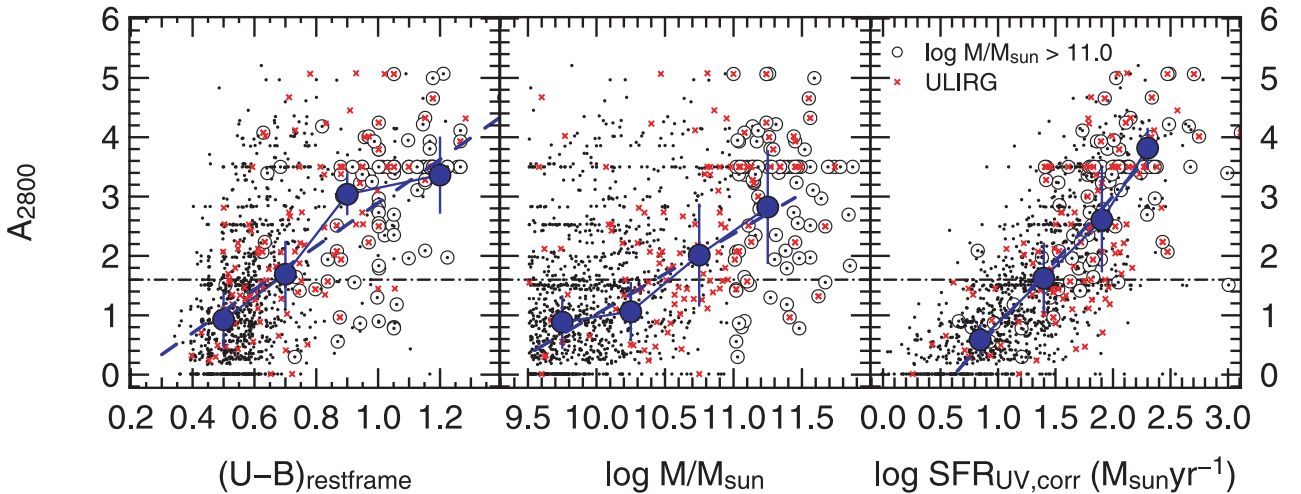 6 6
log M/Msun > 11.0
ULIRG
5 5
4 4
3 3
2 2
1 1
0 0
A2800
0.2 0.4 0.6 0.8 1.0 1.2 9.5 10.0 10.5 11.0 11.5 0.0 0.5 1.0 1.5 2.0 2.5 3.0
(U−B)restframe log M/Msun log SFRUV,corr (Msunyr−1)